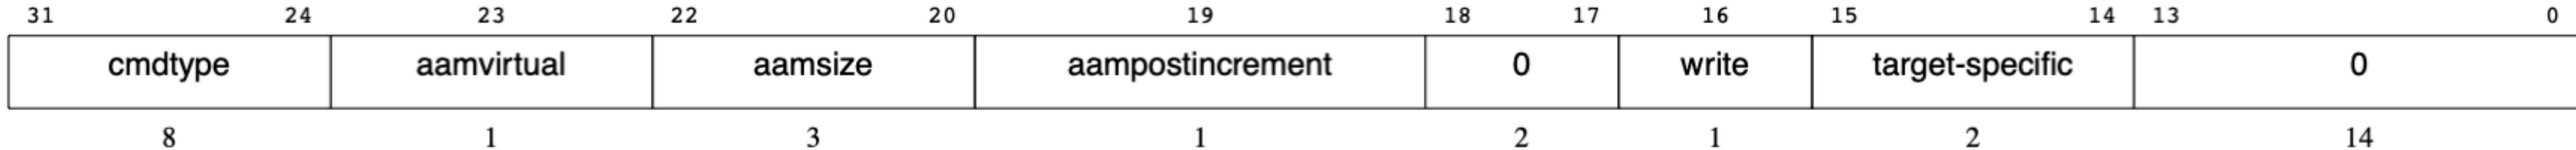 31 24 23 22 20 19 18 17 16 15 14 13 0
cmdtype aamvirtual aamsize aampostincrement 0 write target-specific 0
8 1 3 1 2 1 2 14